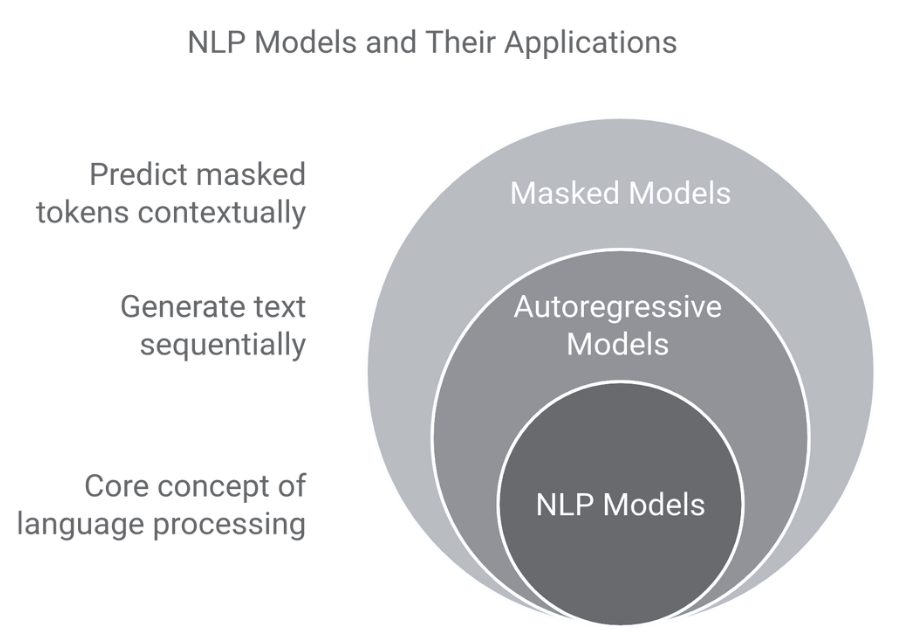 NLP Models and Their Applications
Predict masked
tokens contextually
Masked Models
Generate text
sequentially
Autoregressive
Models
Core concept of
language processing
NLP Models